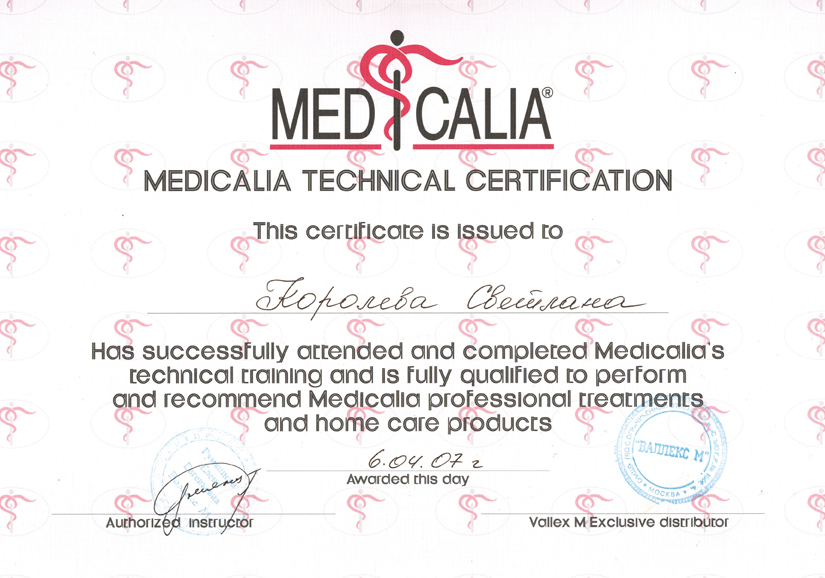 MEDICALIA®
MEDICALIA TECHNICAL CERTIFICATION
This certificate is issued to
Королева Светлана
Has successfully attended and completed Medicalia's
technical training and is fully qualified to perform
and recommend Medicalia professional treatments
and home care products
"ВАЛЛЕКС М"
МОСКВА
6.04.07 г
Awarded this day
Authorized instructor
Vallex M Exclusive distributor